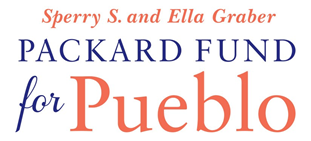 Sperry S. and Ella Graber
PACKARD FUND
for Pueblo